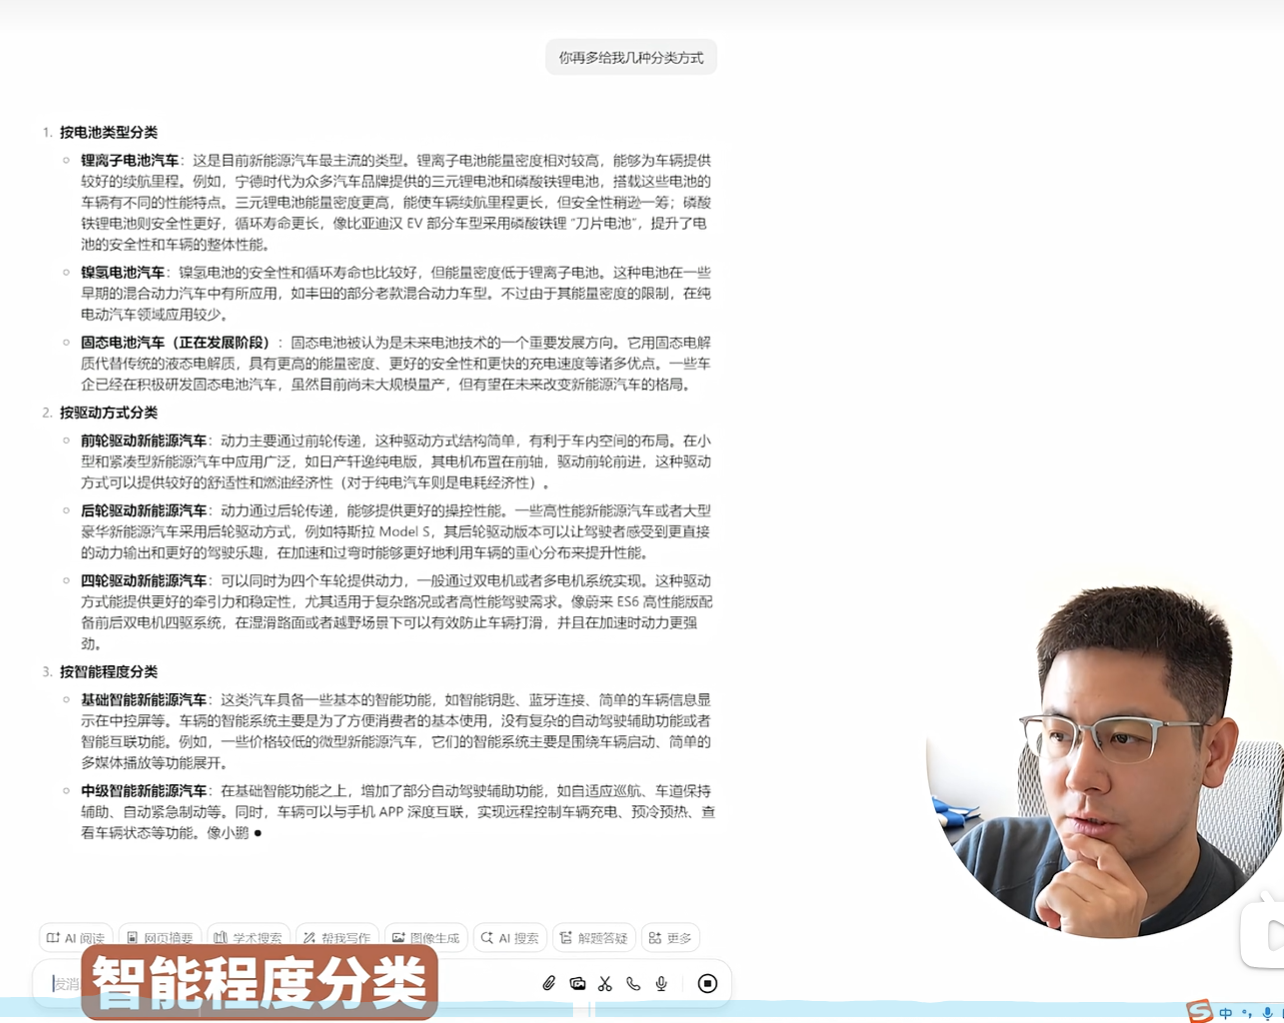 你再多给我几种分类方式
1. 按电池类型分类
锂离子电池汽车：这是目前新能源汽车最主流的类型。锂离子电池能量密度相对较高，能够为车辆提供
较好的续航里程。例如，宁德时代为众多汽车品牌提供的三元锂电池和磷酸铁锂电池，搭载这些电池的
车辆有不同的性能特点。三元锂电池能量密度更高，能使车辆续航里程更长，但安全性稍逊一筹；磷酸
铁锂电池则安全性更好，循环寿命更长，像比亚迪汉 EV 部分车型采用磷酸铁锂 “刀片电池”，提升了电
池的安全性和车辆的整体性能。
镍氢电池汽车：镍氢电池的安全性和循环寿命也比较好，但能量密度低于锂离子电池。这种电池在一些
早期的混合动力汽车中有所应用，如丰田的部分老款混合动力车型。不过由于其能量密度的限制，在纯
电动汽车领域应用较少。
固态电池汽车（正在发展阶段）：固态电池被认为是未来电池技术的一个重要发展方向。它用固态电解
质代替传统的液态电解质，具有更高的能量密度、更好的安全性和更快的充电速度等诸多优点。一些车
企已经在积极研发固态电池汽车，虽然目前尚未大规模量产，但有望在未来改变新能源汽车的格局。
2. 按驱动方式分类
前轮驱动新能源汽车：动力主要通过前轮传递，这种驱动方式结构简单，有利于车内空间的布局。在小
型和紧凑型新能源汽车中应用广泛，如日产轩逸纯电版，其电机布置在前轴，驱动前轮前进，这种驱动
方式可以提供较好的舒适性和燃油经济性（对于纯电汽车则是电耗经济性）。
后轮驱动新能源汽车：动力通过后轮传递，能够提供更好的操控性能。一些高性能新能源汽车或者大型
豪华新能源汽车采用后轮驱动方式，例如特斯拉 Model S，其后轮驱动版本可以让驾驶者感受到更直接
的动力输出和更好的驾驶乐趣，在加速和过弯时能够更好地利用车辆的重心分布来提升性能。
四轮驱动新能源汽车：可以同时为四个车轮提供动力，一般通过双电机或者多电机系统实现。这种驱动
方式能提供更好的牵引力和稳定性，尤其适用于复杂路况或者高性能驾驶需求。像蔚来 ES6 高性能版配
备前后双电机四驱系统，在湿滑路面或者越野场景下可以有效防止车辆打滑，并且在加速时动力更强
劲。
3. 按智能程度分类
基础智能新能源汽车：这类汽车具备一些基本的智能功能，如智能钥匙、蓝牙连接、简单的车辆信息显
示在中控屏等。车辆的智能系统主要是为了方便消费者的基本使用，没有复杂的自动驾驶辅助功能或者
智能互联功能。例如，一些价格较低的微型新能源汽车，它们的智能系统主要是围绕车辆启动、简单的
多媒体播放等功能展开。
中级智能新能源汽车：在基础智能功能之上，增加了部分自动驾驶辅助功能，如自适应巡航、车道保持
辅助、自动紧急制动等。同时，车辆可以与手机 APP 深度互联，实现远程控制车辆充电、预冷预热、查
看车辆状态等功能。像小鹏
AI 阅读 网页摘要 学术搜索 帮我写作 图像生成 AI 搜索 解题答疑 更多
发消
智能程度分类
中